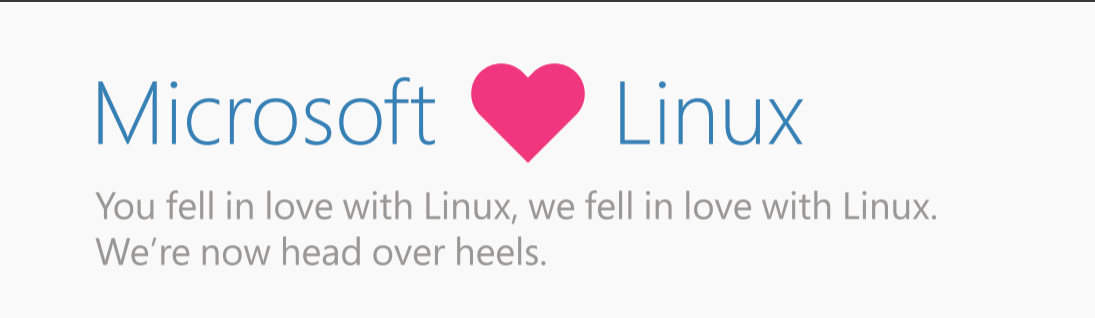 Microsoft Linux
You fell in love with Linux, we fell in love with Linux.
We’re now head over heels.